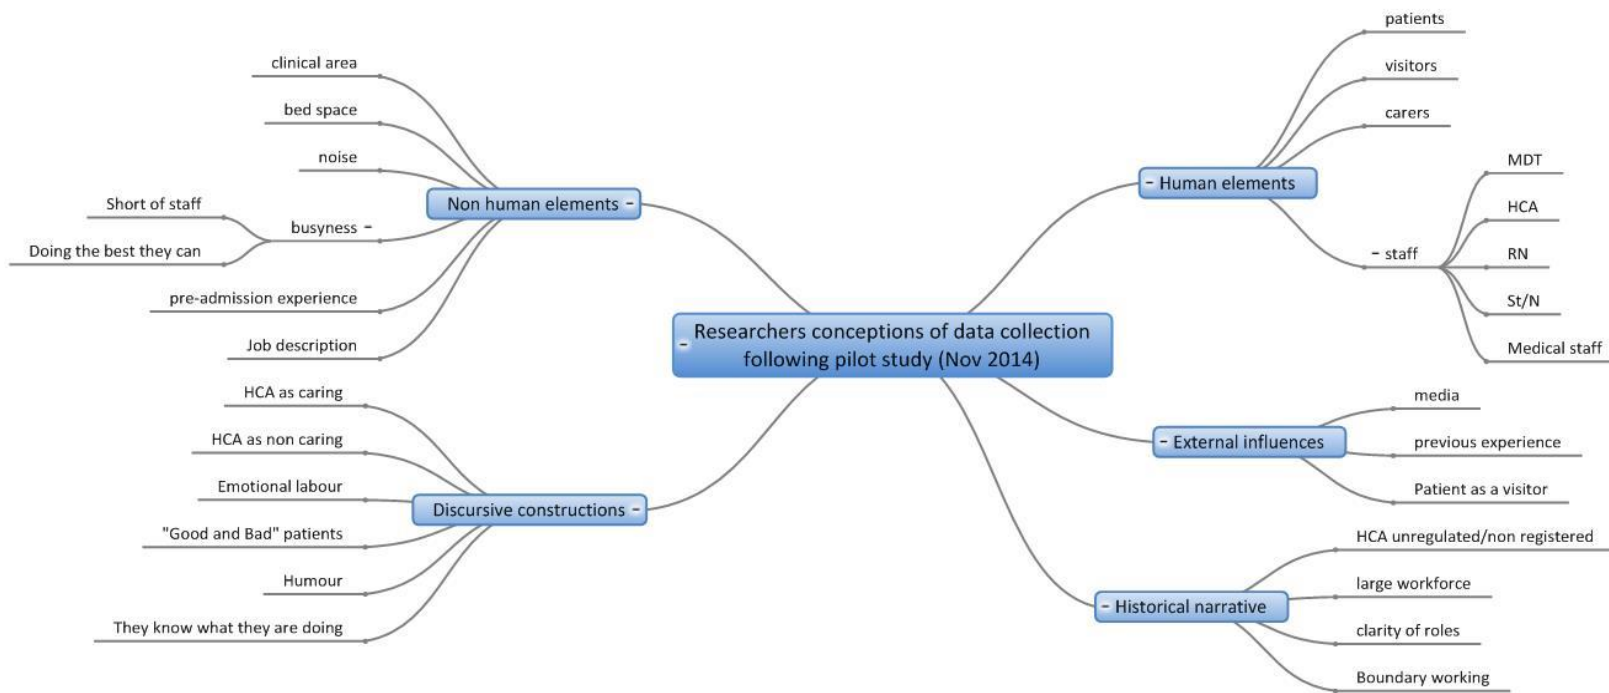 Researchers conceptions of data collection
following pilot study (Nov 2014)
Non human elements
clinical area
bed space
noise
busyness
Short of staff
Doing the best they can
pre-admission experience
Job description
Discursive constructions
HCA as caring
HCA as non caring
Emotional labour
"Good and Bad" patients
Humour
They know what they are doing
Human elements
patients
visitors
carers
staff
MDT
HCA
RN
St/N
Medical staff
External influences
media
previous experience
Patient as a visitor
Historical narrative
HCA unregulated/non registered
large workforce
clarity of roles
Boundary working